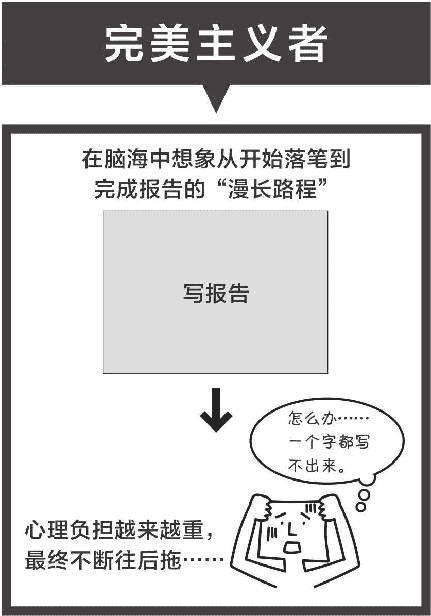 完美主义者
在脑海中想象从开始落笔到
完成报告的“漫长路程”
写报告
怎么办……
一个字都写
不出来。
心理负担越来越重，
最终不断往后拖……